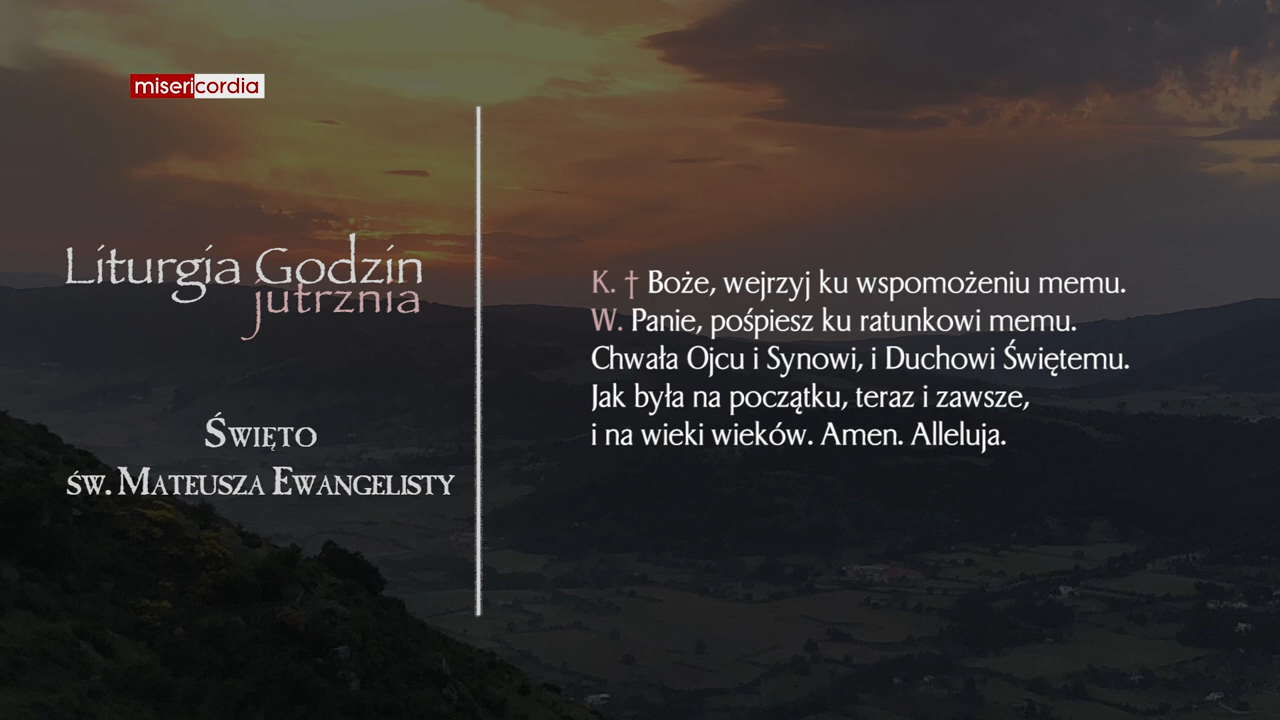 misericordia
Liturgia Godzin
jutrznia
Święto
św. Mateusza Ewangelisty
K. † Boże, wejrzyj ku wspomożeniu memu.
W. Panie, pośpiesz ku ratunkowi memu.
Chwała Ojcu i Synowi, i Duchowi Świętemu.
Jak była na początku, teraz i zawsze,
i na wieki wieków. Amen. Alleluja.